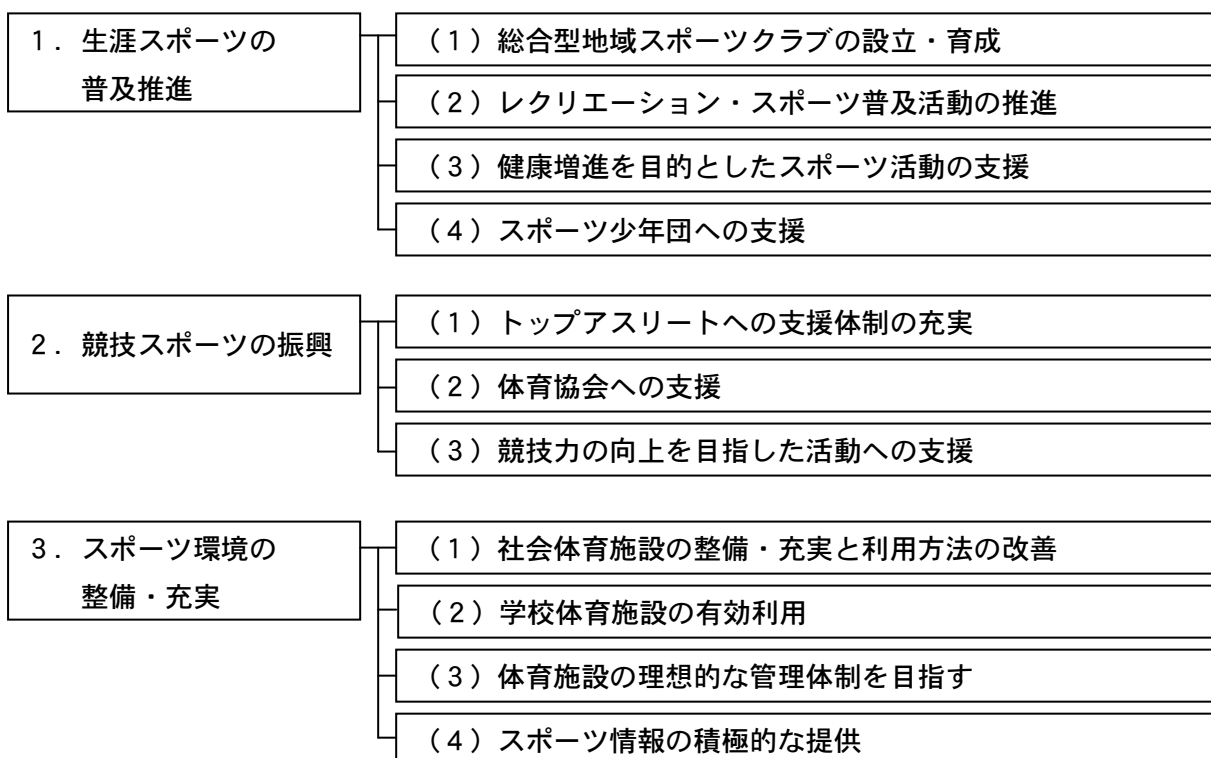 １．生涯スポーツの
普及推進
（１）総合型地域スポーツクラブの設立・育成
（２）レクリエーション・スポーツ普及活動の推進
（３）健康増進を目的としたスポーツ活動の支援
（４）スポーツ少年団への支援
２．競技スポーツの振興
（１）トップアスリートへの支援体制の充実
（２）体育協会への支援
（３）競技力の向上を目指した活動への支援
３．スポーツ環境の
整備・充実
（１）社会体育施設の整備・充実と利用方法の改善
（２）学校体育施設の有効利用
（３）体育施設の理想的な管理体制を目指す
（４）スポーツ情報の積極的な提供